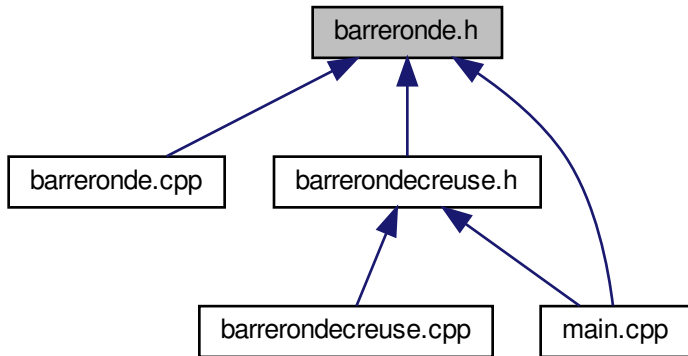 barreronde.h
barreronde.cpp
barrerondecreuse.h
barrerondecreuse.cpp
main.cpp